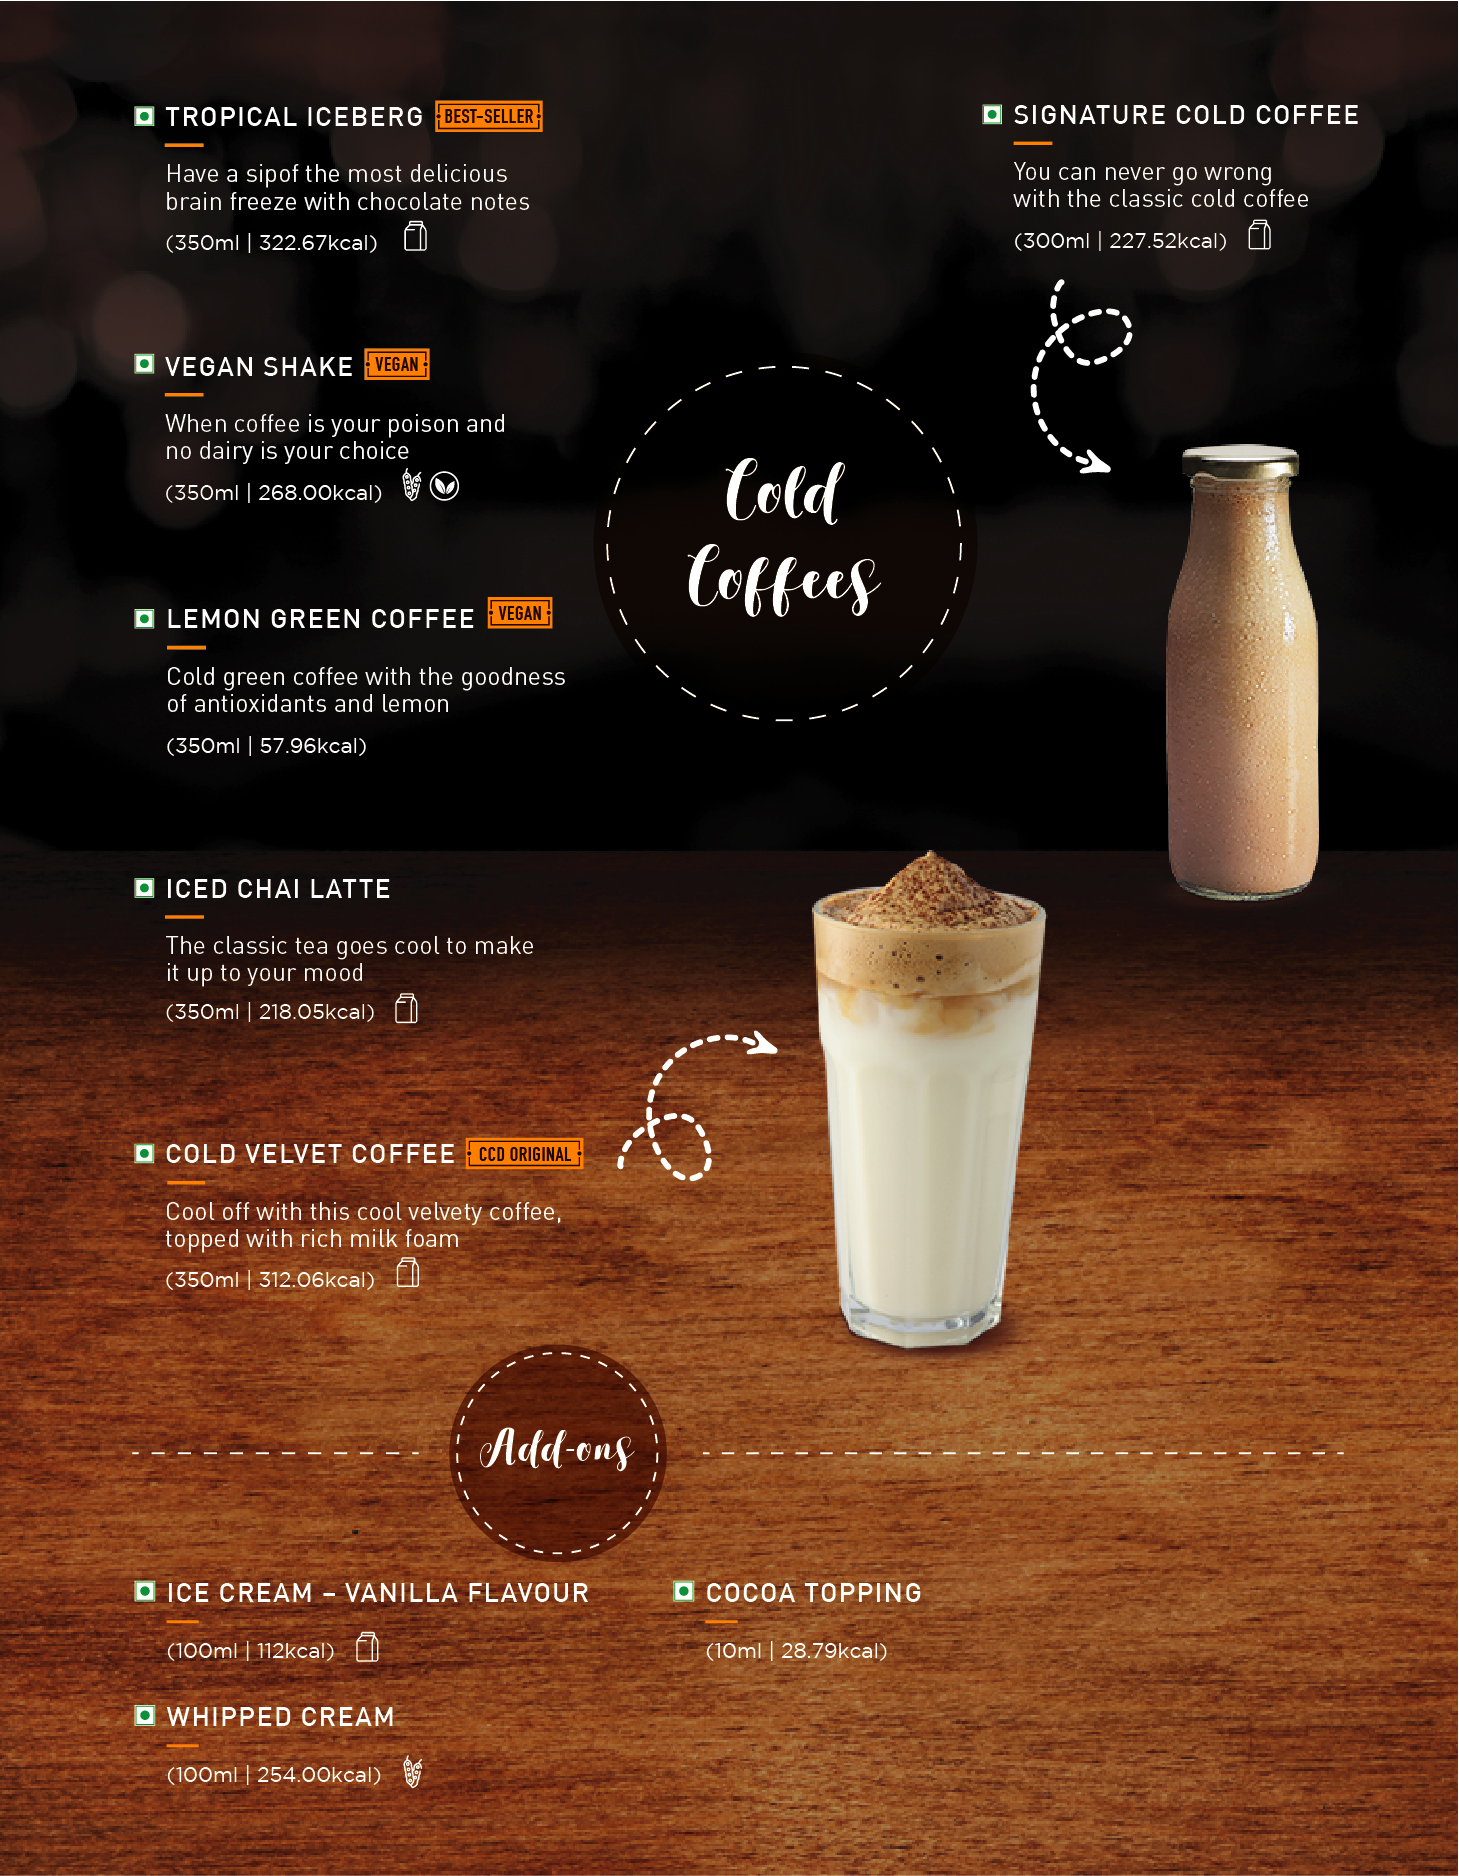 TROPICAL ICEBERG BEST-SELLER
Have a sipof the most delicious
brain freeze with chocolate notes
(350ml | 322.67kcal)
SIGNATURE COLD COFFEE
You can never go wrong
with the classic cold coffee
(300ml | 227.52kcal)
VEGAN SHAKE VEGAN
When coffee is your poison and
no dairy is your choice
(350ml | 268.00kcal)
Cold
Coffees
LEMON GREEN COFFEE VEGAN
Cold green coffee with the goodness
of antioxidants and lemon
(350ml | 57.96kcal)
ICED CHAI LATTE
The classic tea goes cool to make
it up to your mood
(350ml | 218.05kcal)
COLD VELVET COFFEE CCD ORIGINAL
Cool off with this cool velvety coffee,
topped with rich milk foam
(350ml | 312.06kcal)
Add-ons
ICE CREAM – VANILLA FLAVOUR
(100ml | 112kcal)
COCOA TOPPING
(10ml | 28.79kcal)
WHIPPED CREAM
(100ml | 254.00kcal)